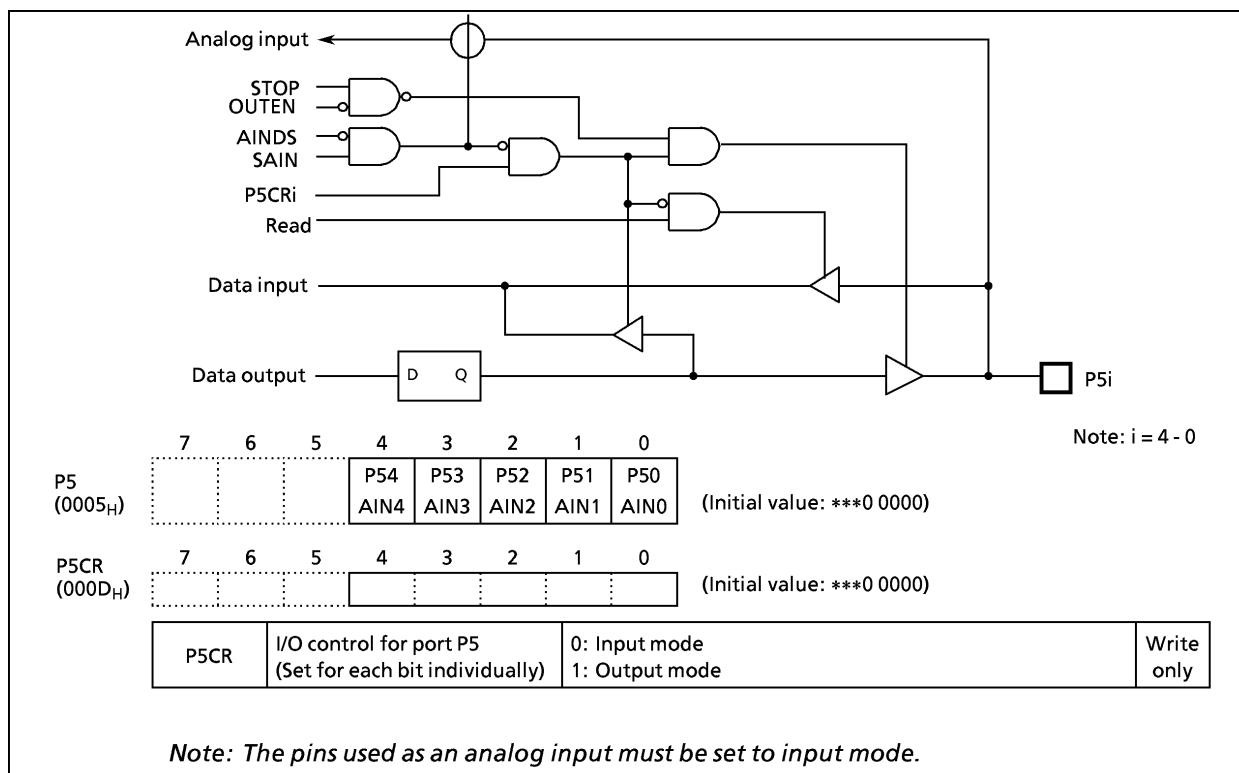 Analog input
STOP
OUTEN
AINDS
SAIN
P5CRi
Read
Data input
Data output
D Q
P5i
Note: i = 4 - 0
7 6 5 4 3 2 1 0
P5
(0005H)
P54 P53 P52 P51 P50
AIN4 AIN3 AIN2 AIN1 AIN0
(Initial value: ***0 0000)
7 6 5 4 3 2 1 0
P5CR
(000DH)
(Initial value: ***0 0000)
P5CR
I/O control for port P5
(Set for each bit individually)
0: Input mode
1: Output mode
Write
only
Note: The pins used as an analog input must be set to input mode.